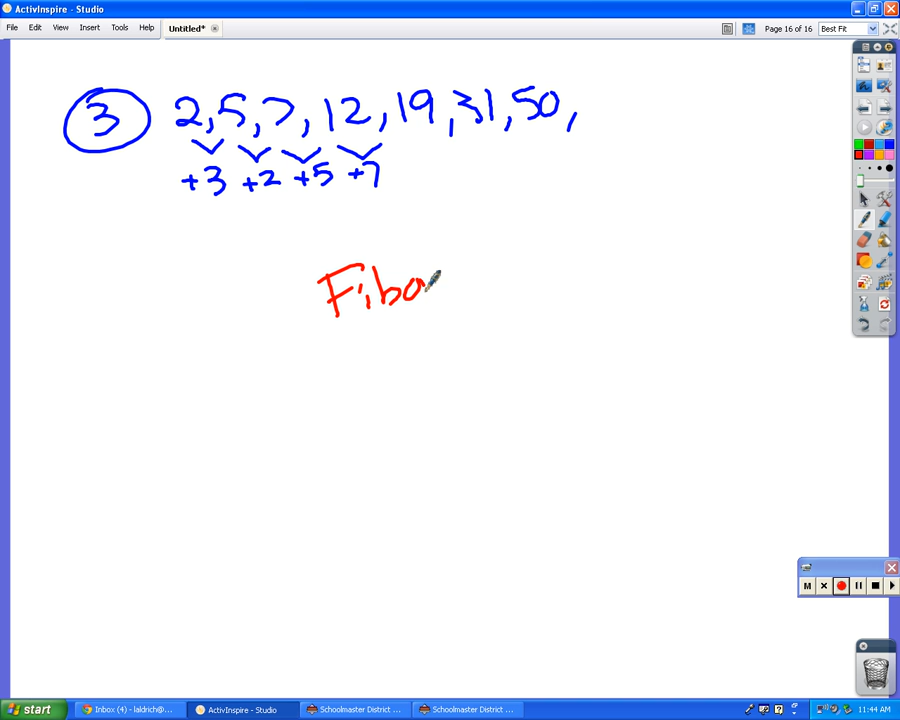 ActivInspire - Studio
File Edit View Insert Tools Help Untitled* Page 16 of 16 Best Fit
3 2,5,7,12,19,31,50,
+3 +2 +5 +7
Fibo
M
start Inbox (4) - laldrich@... ActivInspire - Studio Schoolmaster District ... Schoolmaster District ... 11:44 AM